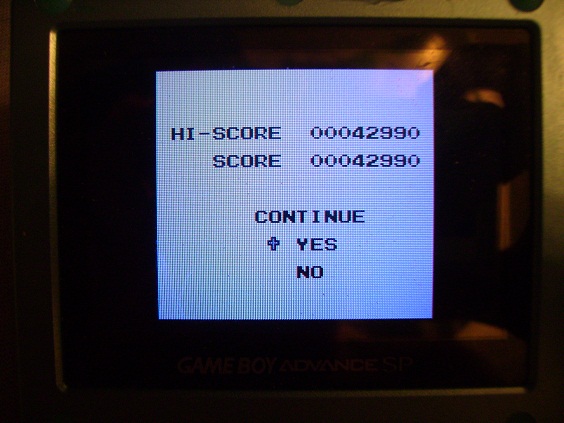 HI-SCORE 00042990
SCORE 00042990
CONTINUE
YES
NO
GAME BOY ADVANCE SP